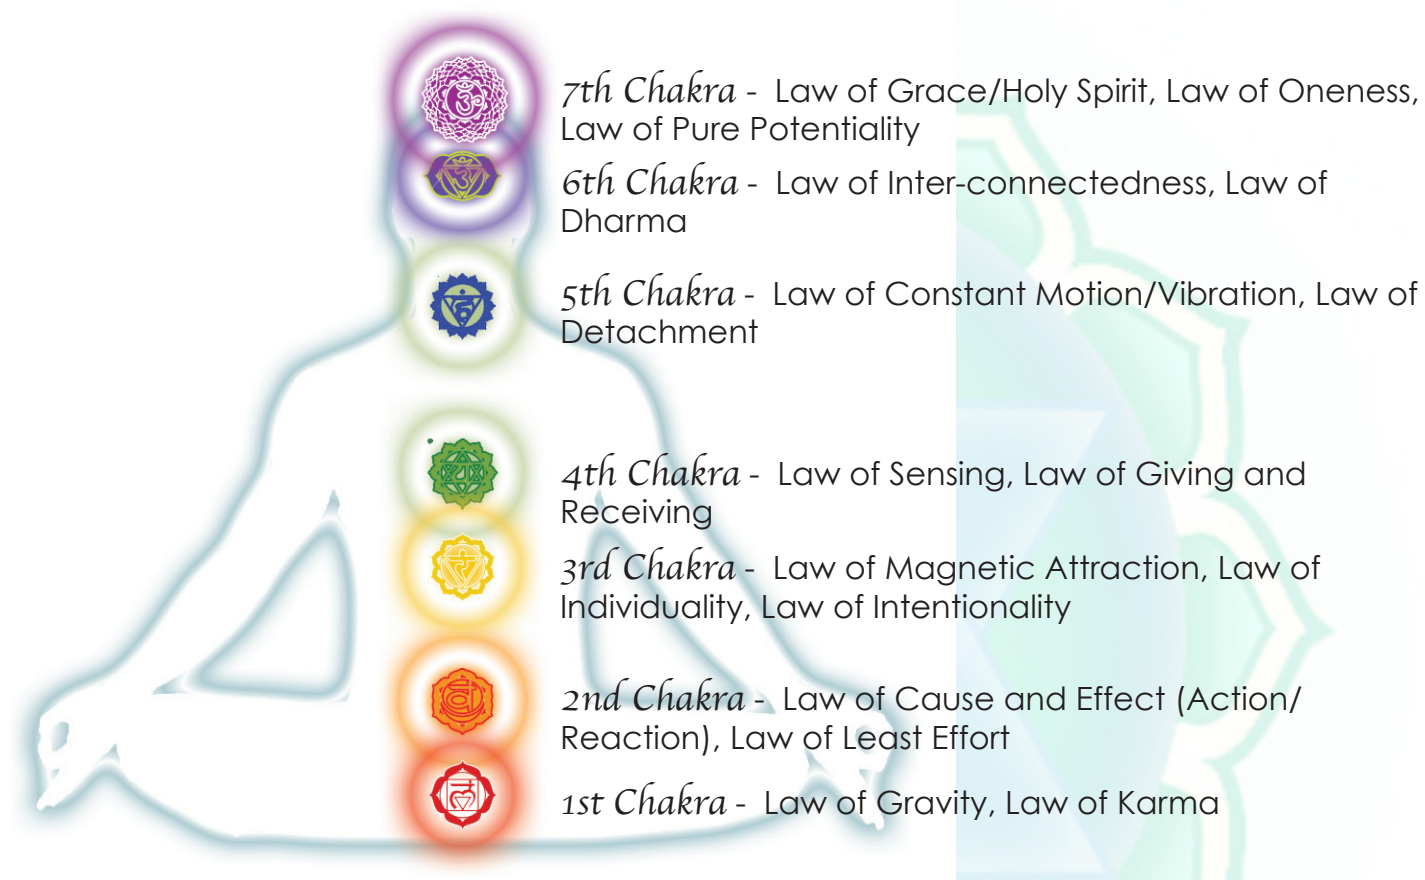 7th Chakra - Law of Grace/Holy Spirit, Law of Oneness,
Law of Pure Potentiality
6th Chakra - Law of Inter-connectedness, Law of
Dharma
5th Chakra - Law of Constant Motion/Vibration, Law of
Detachment
4th Chakra - Law of Sensing, Law of Giving and
Receiving
3rd Chakra - Law of Magnetic Attraction, Law of
Individuality, Law of Intentionality
2nd Chakra - Law of Cause and Effect (Action/
Reaction), Law of Least Effort
1st Chakra - Law of Gravity, Law of Karma